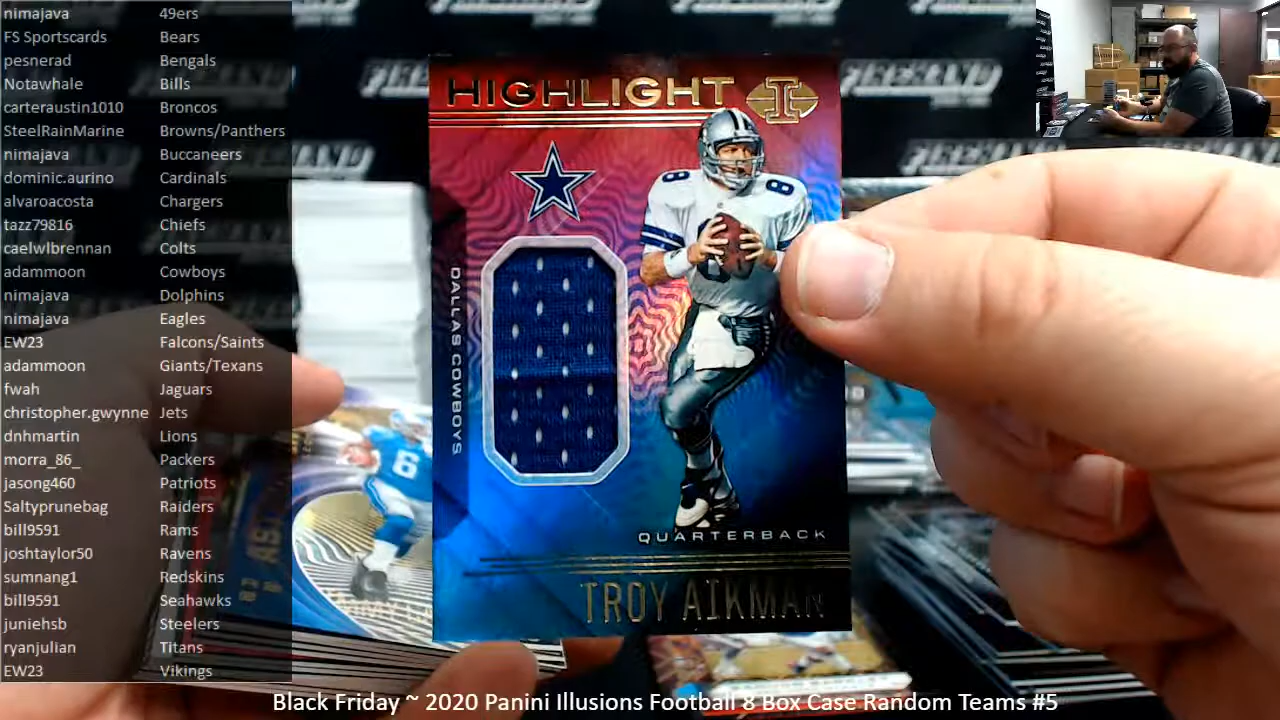 nimajava 49ers
FS Sportscards Bears
pesnerad Bengals
Notawhale Bills
carteraustin1010 Broncos
SteelRainMarine Browns/Panthers
nimajava Buccaneers
dominic.aurino Cardinals
alvaroacosta Chargers
tazz79816 Chiefs
caelwlbrennan Colts
adammoon Cowboys
nimajava Dolphins
nimajava Eagles
EW23 Falcons/Saints
adammoon Giants/Texans
fwah Jaguars
christopher.gwynne Jets
dnhmartin Lions
morra_86_ Packers
jasong460 Patriots
Saltyprunebag Raiders
bill9591 Rams
joshtaylor50 Ravens
sumnang1 Redskins
bill9591 Seahawks
juniehsb Steelers
ryanjulian Titans
EW23 Vikings
HIGHLIGHT I
8 8
DALLAS COWBOYS
QUARTERBACK
TROY AIKMAN
Black Friday ~ 2020 Panini Illusions Football 8 Box Case Random Teams #5